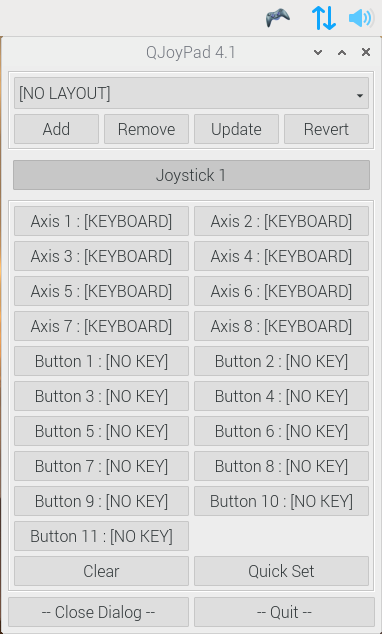 QJoyPad 4.1
[NO LAYOUT]
Add Remove Update Revert
Joystick 1
Axis 1 : [KEYBOARD] Axis 2 : [KEYBOARD]
Axis 3 : [KEYBOARD] Axis 4 : [KEYBOARD]
Axis 5 : [KEYBOARD] Axis 6 : [KEYBOARD]
Axis 7 : [KEYBOARD] Axis 8 : [KEYBOARD]
Button 1 : [NO KEY] Button 2 : [NO KEY]
Button 3 : [NO KEY] Button 4 : [NO KEY]
Button 5 : [NO KEY] Button 6 : [NO KEY]
Button 7 : [NO KEY] Button 8 : [NO KEY]
Button 9 : [NO KEY] Button 10 : [NO KEY]
Button 11 : [NO KEY]
Clear Quick Set
-- Close Dialog -- -- Quit --